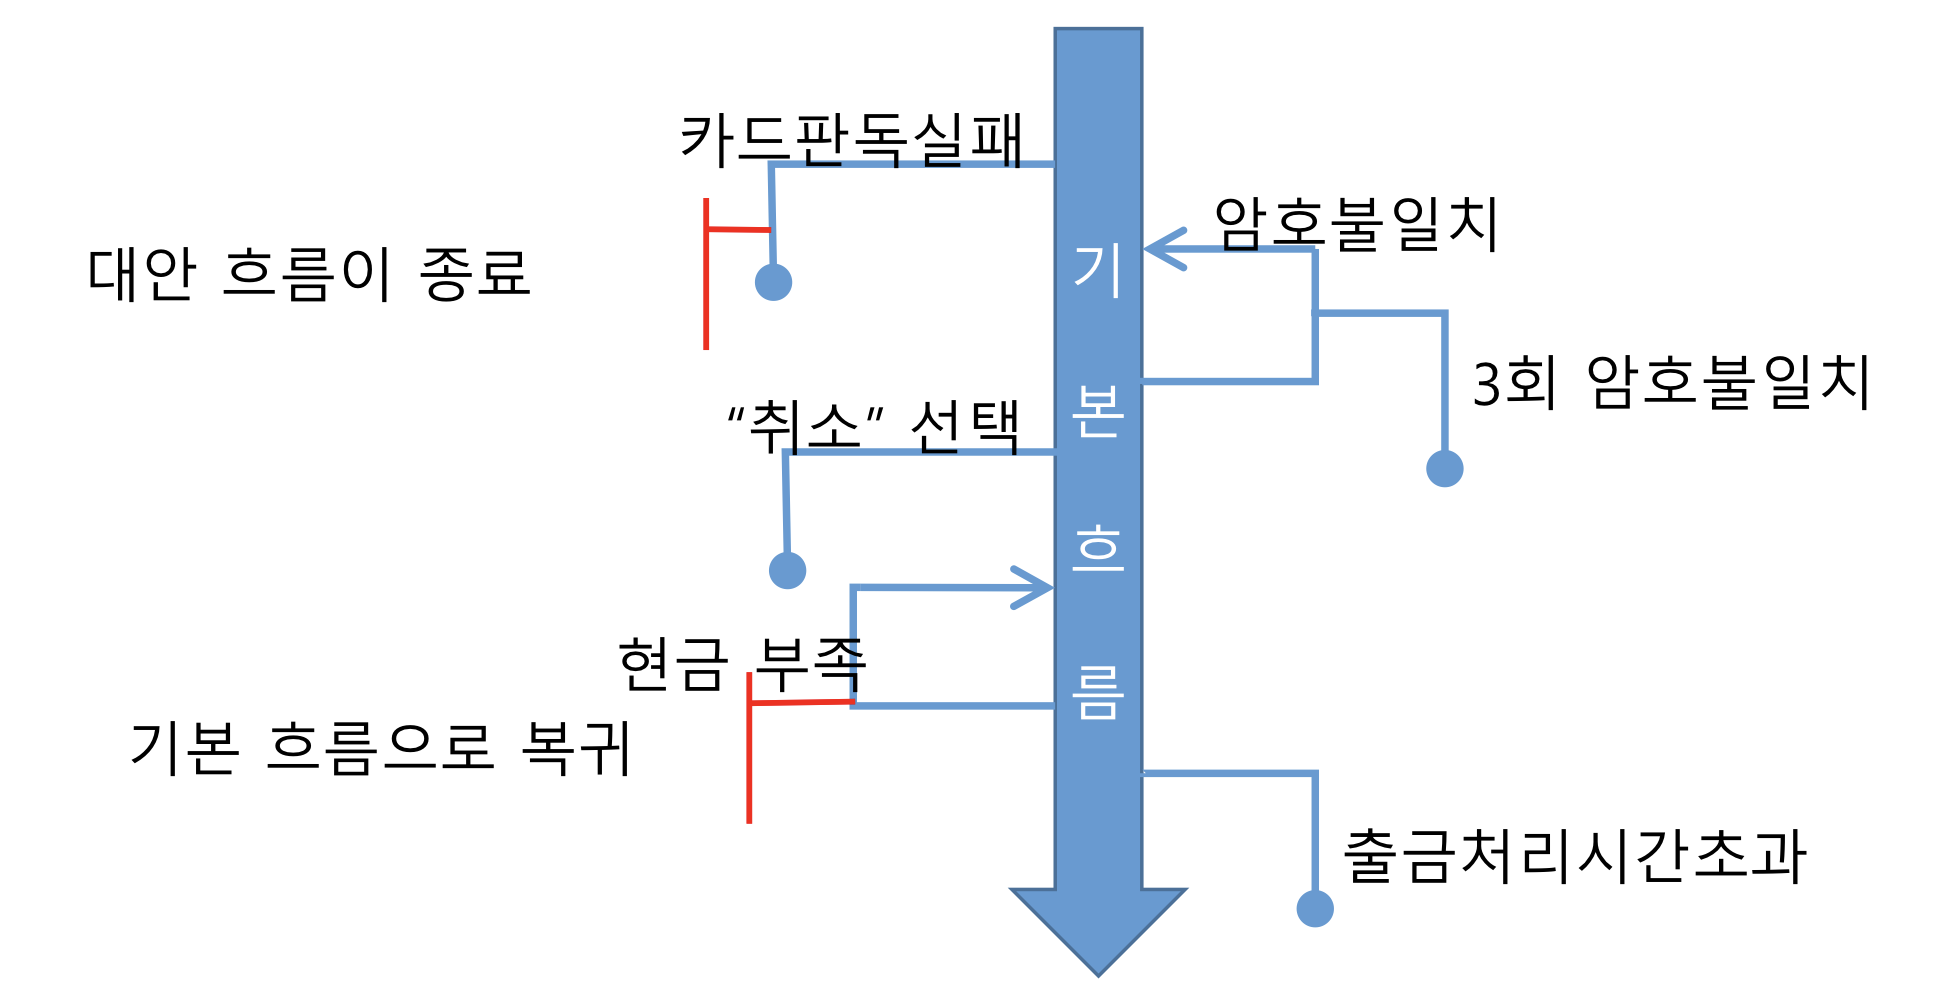 카드판독실패
암호불일치
대안 흐름이 종료
3회 암호불일치
“취소” 선택
기
본
흐
름
현금 부족
기본 흐름으로 복귀
출금처리시간초과